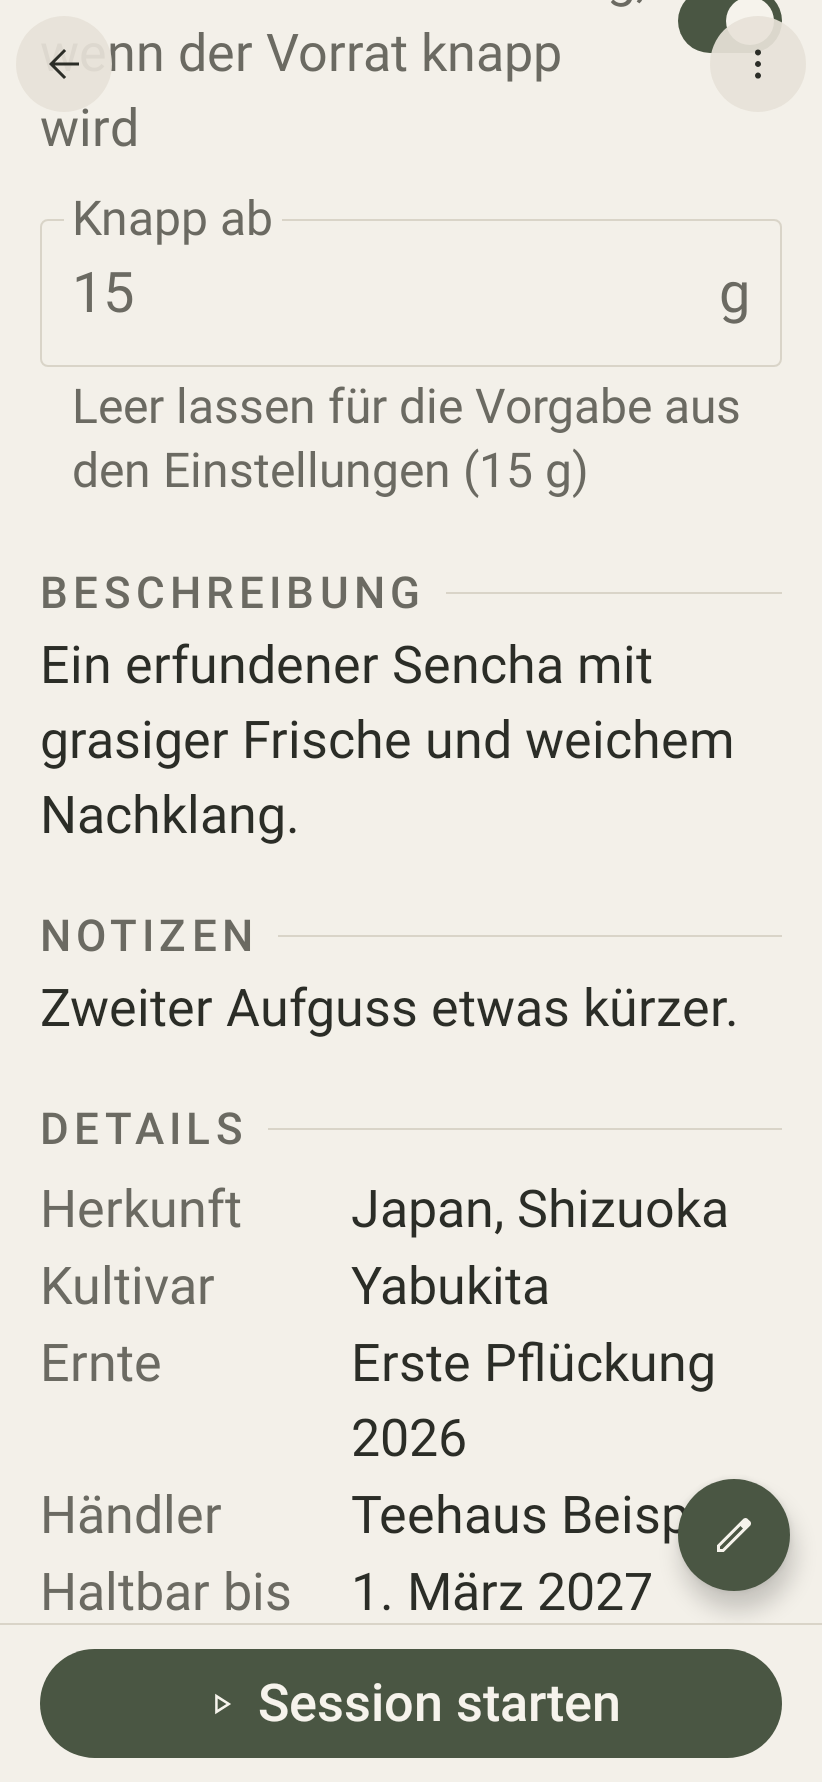 wenn der Vorrat knapp
wird
Knapp ab
15 g
Leer lassen für die Vorgabe aus
den Einstellungen (15 g)
BESCHREIBUNG
Ein erfundener Sencha mit
grasiger Frische und weichem
Nachklang.
NOTIZEN
Zweiter Aufguss etwas kürzer.
DETAILS
Herkunft Japan, Shizuoka
Kultivar Yabukita
Ernte Erste Pflückung
2026
Händler Teehaus
Haltbar bis 1. März 2027
Session starten